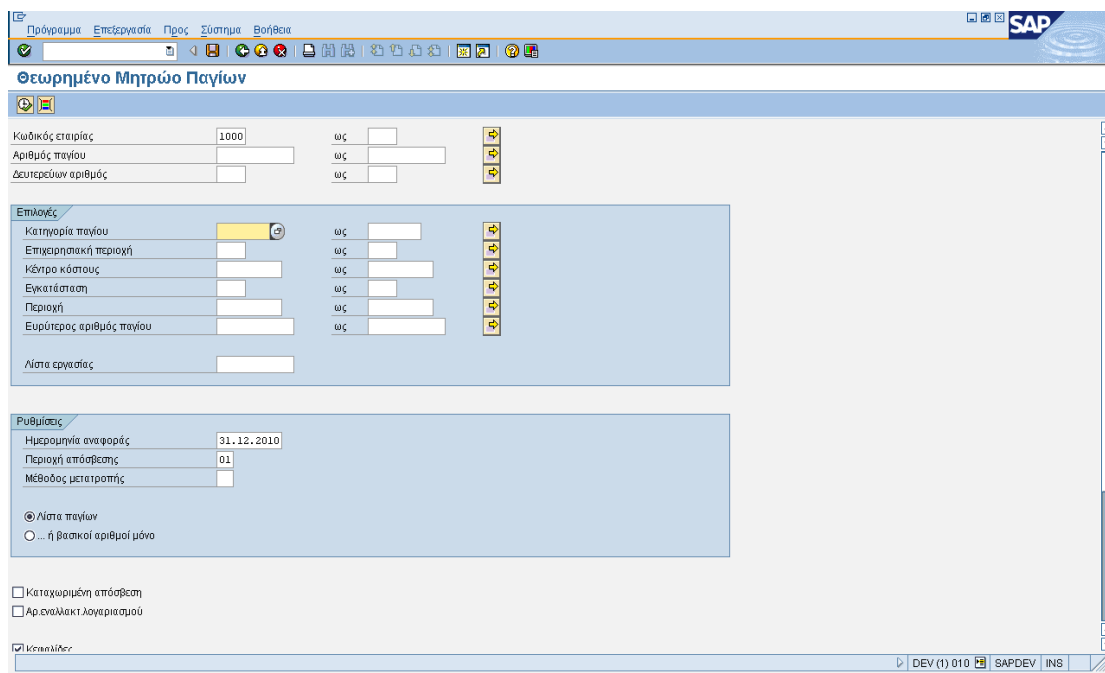 Πρόγραμμα Επεξεργασία Προς Σύστημα Βοήθεια
SAP
Θεωρημένο Μητρώο Παγίων
Κωδικός εταιρίας 1000 ως
Αριθμός παγίου ως
Δευτερεύων αριθμός ως
Επιλογές
Κατηγορία παγίου ως
Επιχειρησιακή περιοχή ως
Κέντρο κόστους ως
Εγκατάσταση ως
Περιοχή ως
Ευρύτερος αριθμός παγίου ως
Λίστα εργασίας
Ρυθμίσεις
Ημερομηνία αναφοράς 31.12.2010
Περιοχή απόσβεσης 01
Μέθοδος μετατροπής
Λίστα παγίων
... ή βασικοί αριθμοί μόνο
Καταχωριμένη απόσβεση
Αρ.εναλλακτ.λογαριασμού
Κεφαλίδες
DEV (1) 010 SAPDEV INS